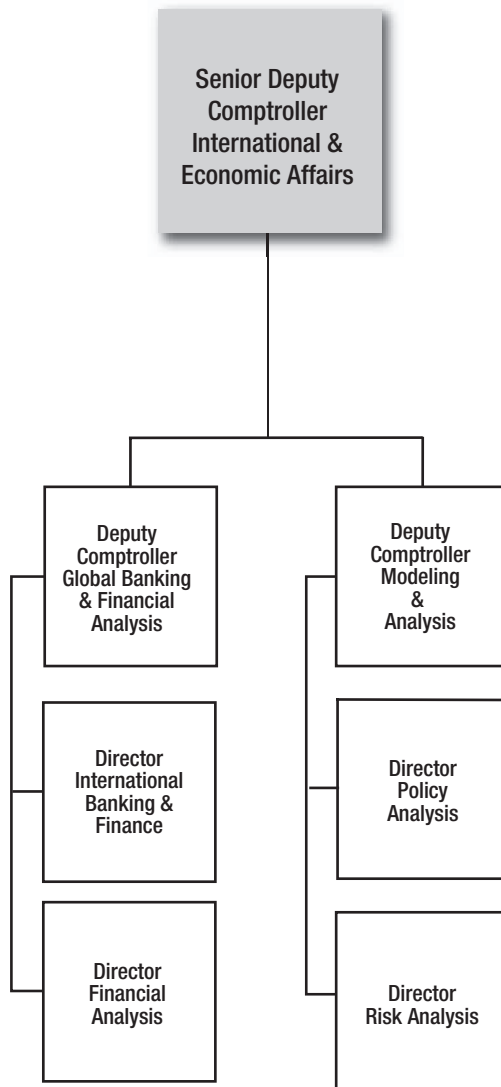 Senior Deputy
Comptroller
International &
Economic Affairs
Deputy
Comptroller
Global Banking
& Financial
Analysis
Deputy
Comptroller
Modeling
&
Analysis
Director
International
Banking &
Finance
Director
Policy
Analysis
Director
Financial
Analysis
Director
Risk Analysis